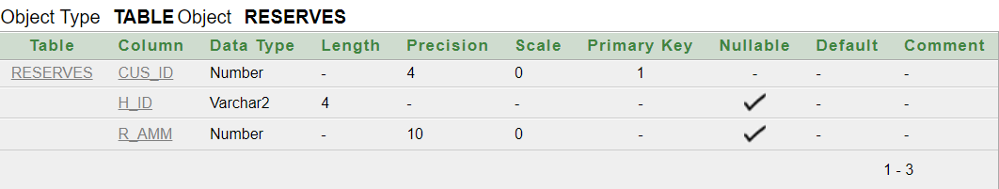 Object Type TABLE Object RESERVES
Table Column Data Type Length Precision Scale Primary Key Nullable Default Comment
RESERVES CUS_ID Number - 4 0 1 - - -
H_ID Varchar2 4 - - - ✓ - -
R_AMM Number - 10 0 - ✓ - -
1 - 3